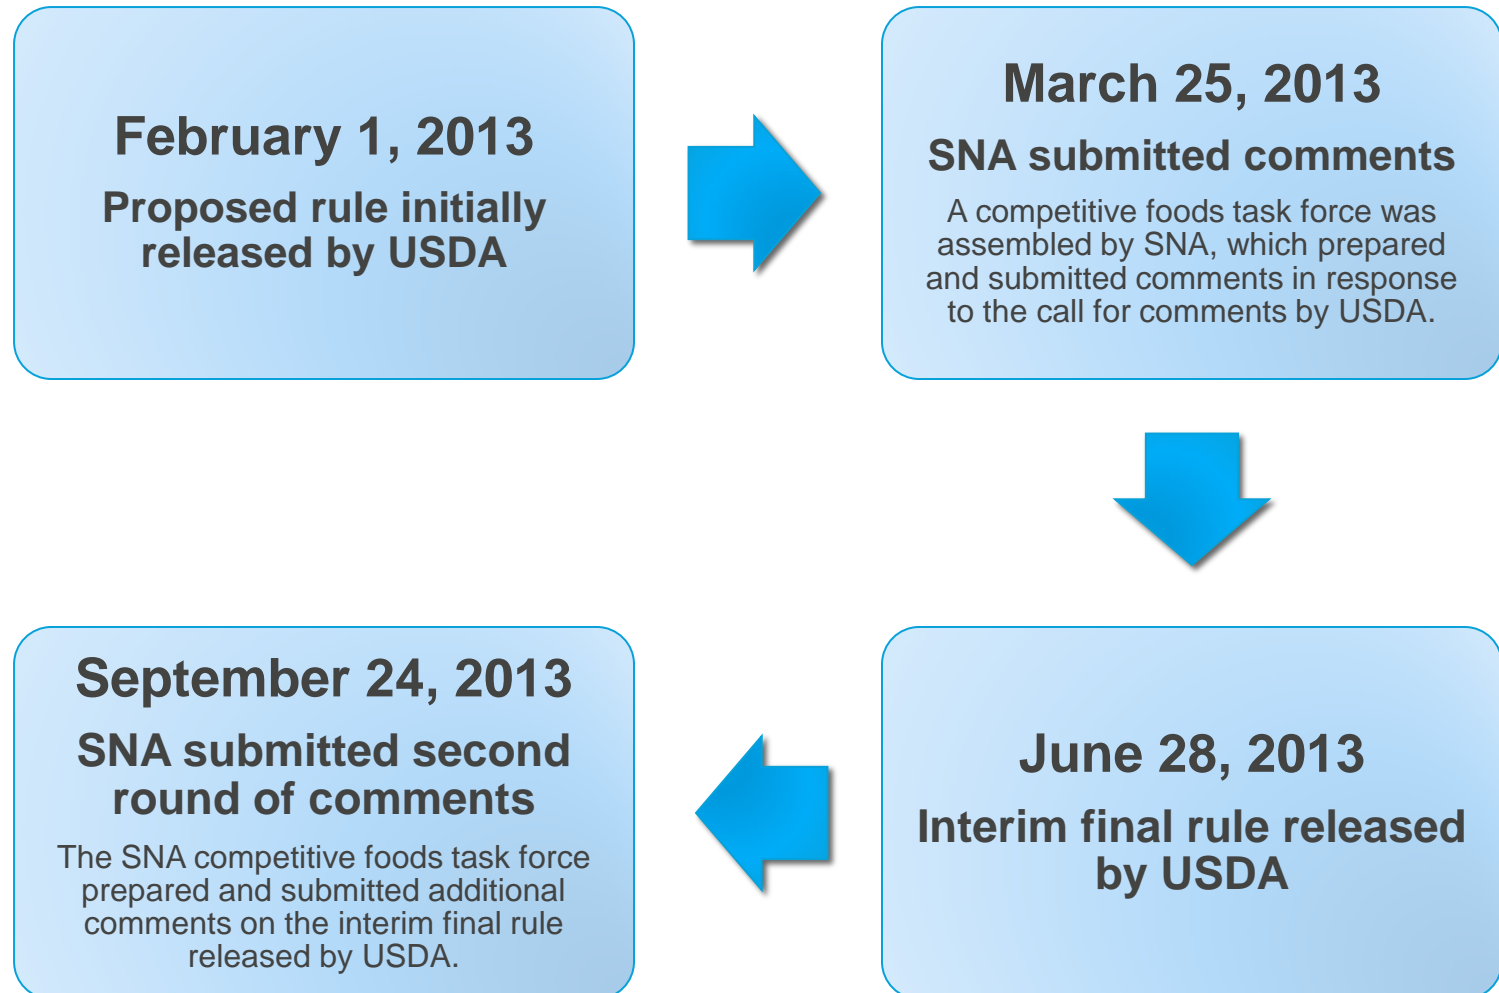 February 1, 2013
Proposed rule initially
released by USDA
March 25, 2013
SNA submitted comments
A competitive foods task force was
assembled by SNA, which prepared
and submitted comments in response
to the call for comments by USDA.
June 28, 2013
Interim final rule released
by USDA
September 24, 2013
SNA submitted second
round of comments
The SNA competitive foods task force
prepared and submitted additional
comments on the interim final rule
released by USDA.